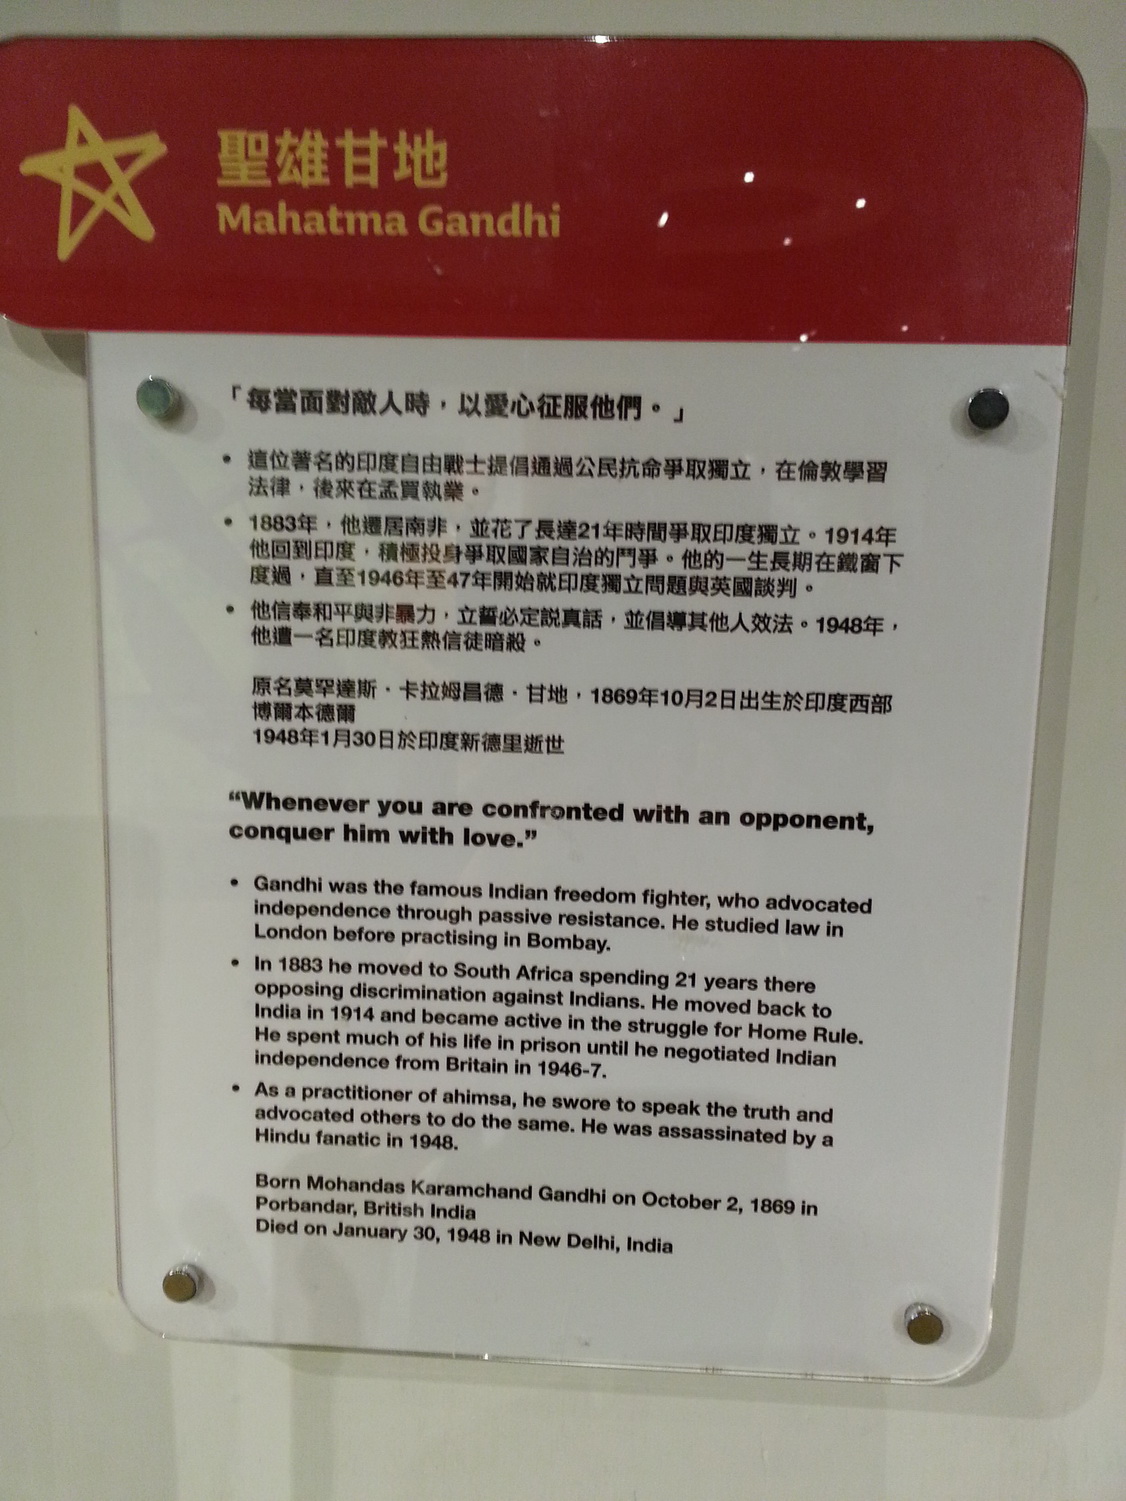 聖雄甘地
Mahatma Gandhi
「每當面對敵人時，以愛心征服他們。」
• 這位著名的印度自由戰士提倡通過公民抗命爭取獨立，在倫敦學習
法律，後來在孟買執業。
• 1883年，他遷居南非，並花了長達21年時間爭取印度獨立。1914年
他回到印度，積極投身爭取國家自治的鬥爭。他的一生長期在鐵窗下
度過，直至1946年至47年開始就印度獨立問題與英國談判。
• 他信奉和平與非暴力，立誓必定説真話，並倡導其他人效法。1948年，
他遭一名印度教狂熱信徒暗殺。
原名莫罕達斯．卡拉姆昌德．甘地，1869年10月2日出生於印度西部
博爾本德爾
1948年1月30日於印度新德里逝世
“Whenever you are confronted with an opponent,
conquer him with love.”
• Gandhi was the famous Indian freedom fighter, who advocated
independence through passive resistance. He studied law in
London before practising in Bombay.
• In 1883 he moved to South Africa spending 21 years there
opposing discrimination against Indians. He moved back to
India in 1914 and became active in the struggle for Home Rule.
He spent much of his life in prison until he negotiated Indian
independence from Britain in 1946-7.
• As a practitioner of ahimsa, he swore to speak the truth and
advocated others to do the same. He was assassinated by a
Hindu fanatic in 1948.
Born Mohandas Karamchand Gandhi on October 2, 1869 in
Porbandar, British India
Died on January 30, 1948 in New Delhi, India